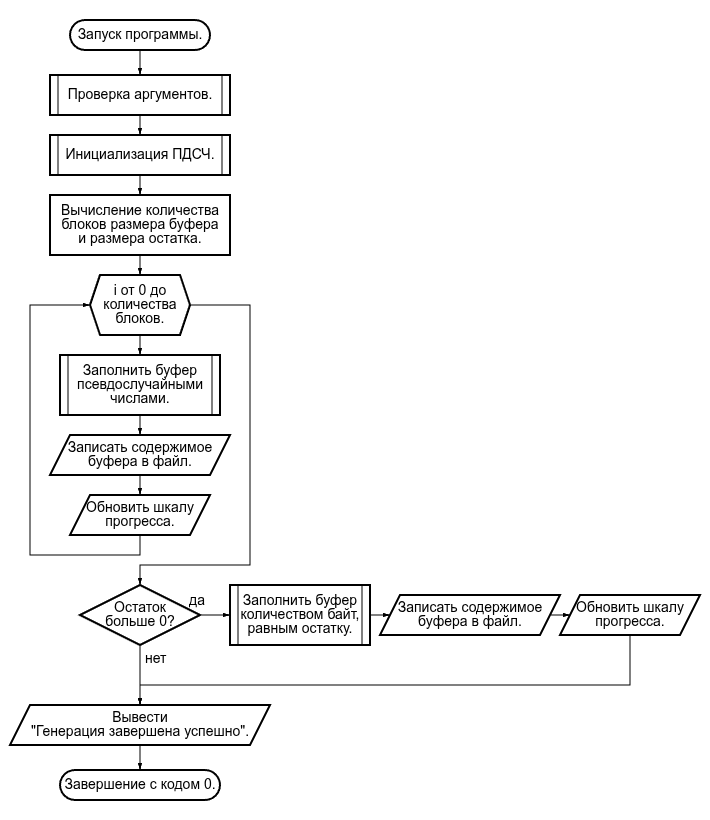 Запуск программы.
Проверка аргументов.
Инициализация ПДСЧ.
Вычисление количества
блоков размера буфера
и размера остатка.
i от 0 до
количества
блоков.
Заполнить буфер
псевдослучайными
числами.
Записать содержимое
буфера в файл.
Обновить шкалу
прогресса.
Остаток
больше 0?
да
нет
Заполнить буфер
количеством байт,
равным остатку.
Записать содержимое
буфера в файл.
Обновить шкалу
прогресса.
Вывести
"Генерация завершена успешно".
Завершение с кодом 0.